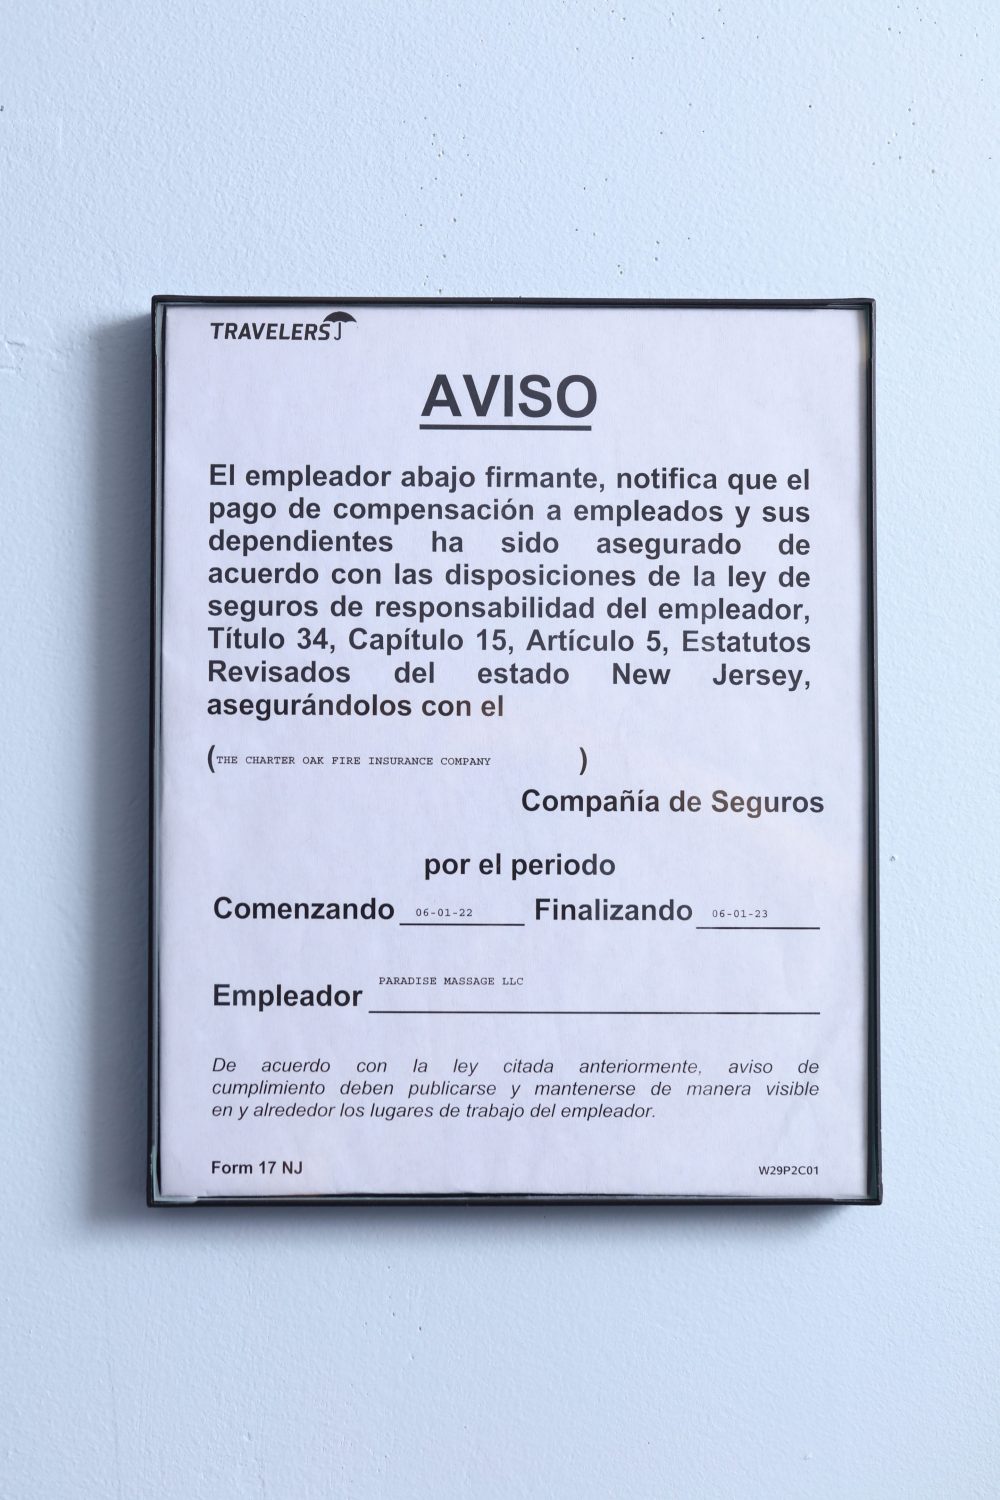 TRAVELERS
AVISO
El empleador abajo firmante, notifica que el
pago de compensación a empleados y sus
dependientes ha sido asegurado de
acuerdo con las disposiciones de la ley de
seguros de responsabilidad del empleador,
Título 34, Capítulo 15, Artículo 5, Estatutos
Revisados del estado New Jersey,
asegurándolos con el
(THE CHARTER OAK FIRE INSURANCE COMPANY )
Compañía de Seguros
por el periodo
Comenzando 06-01-22 Finalizando 06-01-23
Empleador PARADISE MASSAGE LLC
De acuerdo con la ley citada anteriormente, aviso de
cumplimiento deben publicarse y mantenerse de manera visible
en y alrededor los lugares de trabajo del empleador.
Form 17 NJ W29P2C01